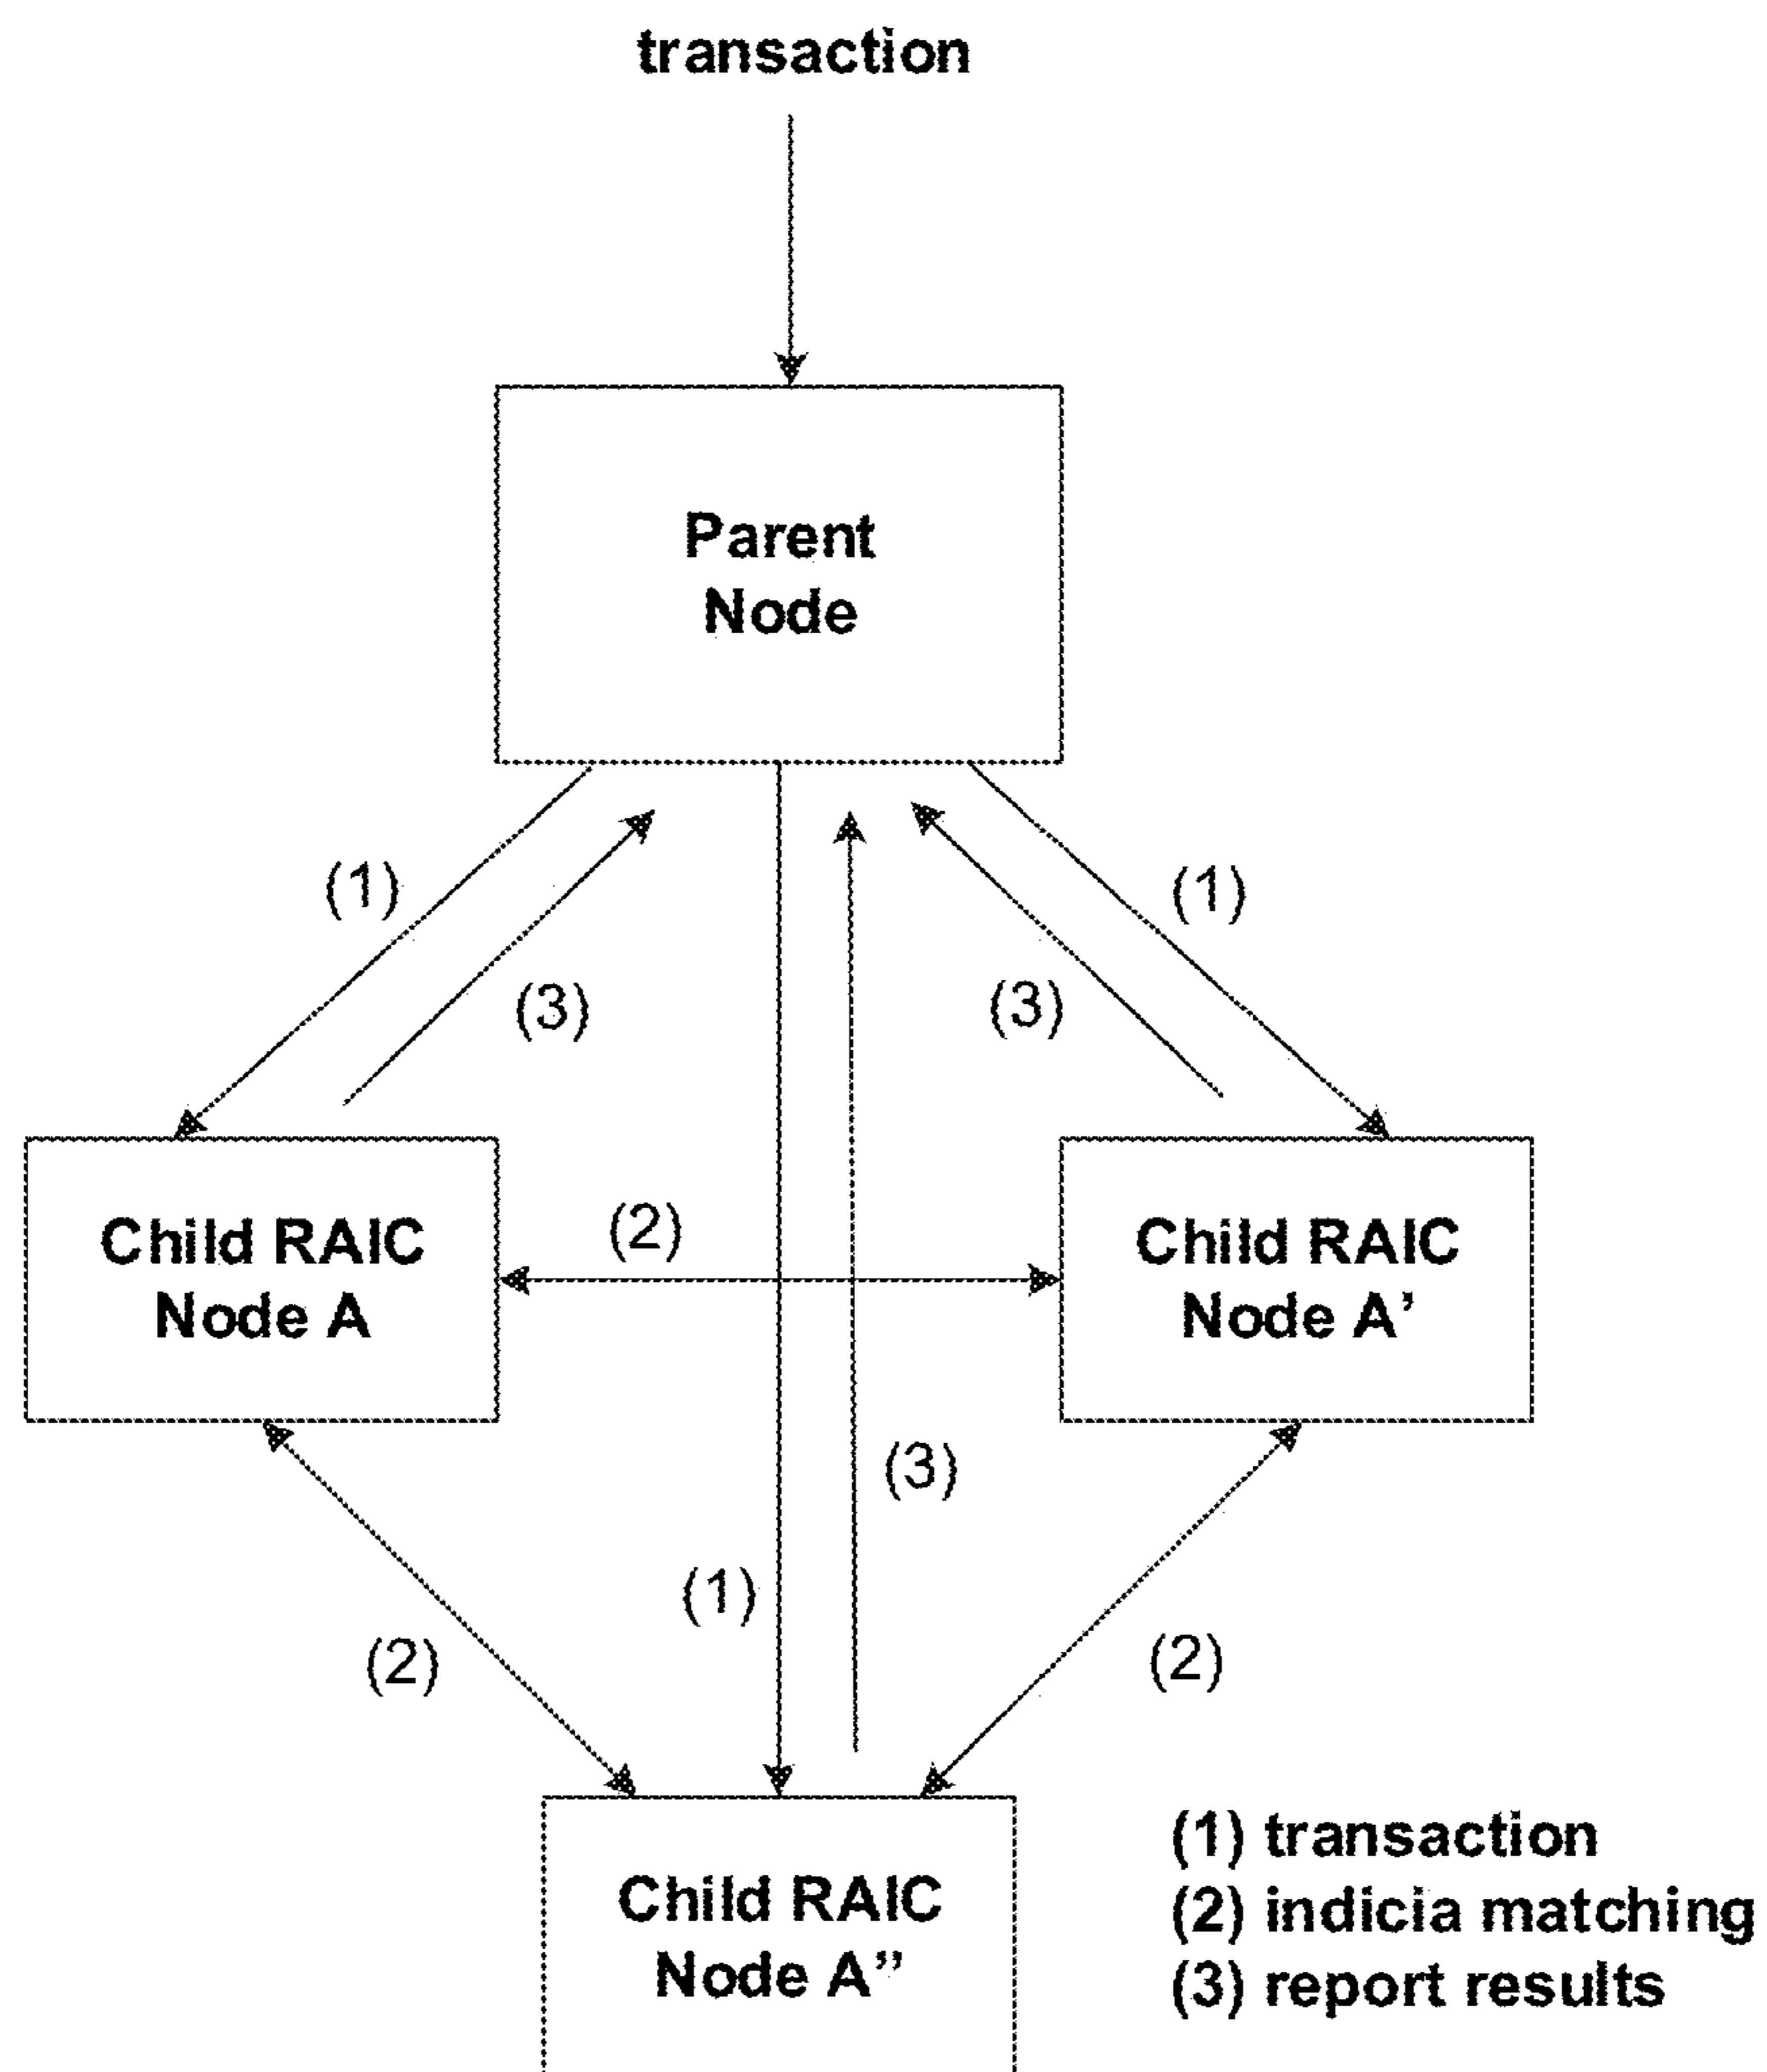 transaction
Parent
Node
(1)
(1)
(3)
(3)
Child RAIC
Node A
(2)
Child RAIC
Node A’
(3)
(1)
(2)
(2)
Child RAIC
Node A”
(1) transaction
(2) indicia matching
(3) report results